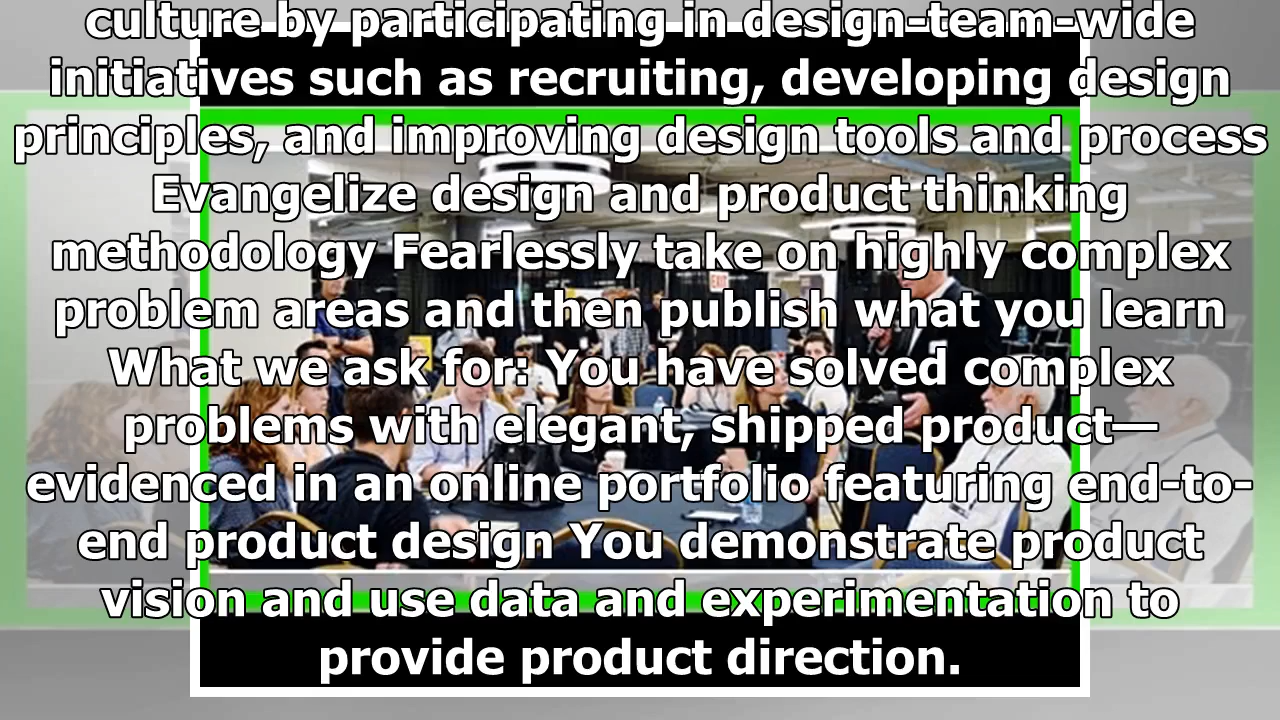 culture by participating in design-team-wide
initiatives such as recruiting, developing design
principles, and improving design tools and process
Evangelize design and product thinking
methodology Fearlessly take on highly complex
problem areas and then publish what you learn
EXIT
What we ask for: You have solved complex
problems with elegant, shipped product—
evidenced in an online portfolio featuring end-to-
end product design You demonstrate product
vision and use data and experimentation to
provide product direction.